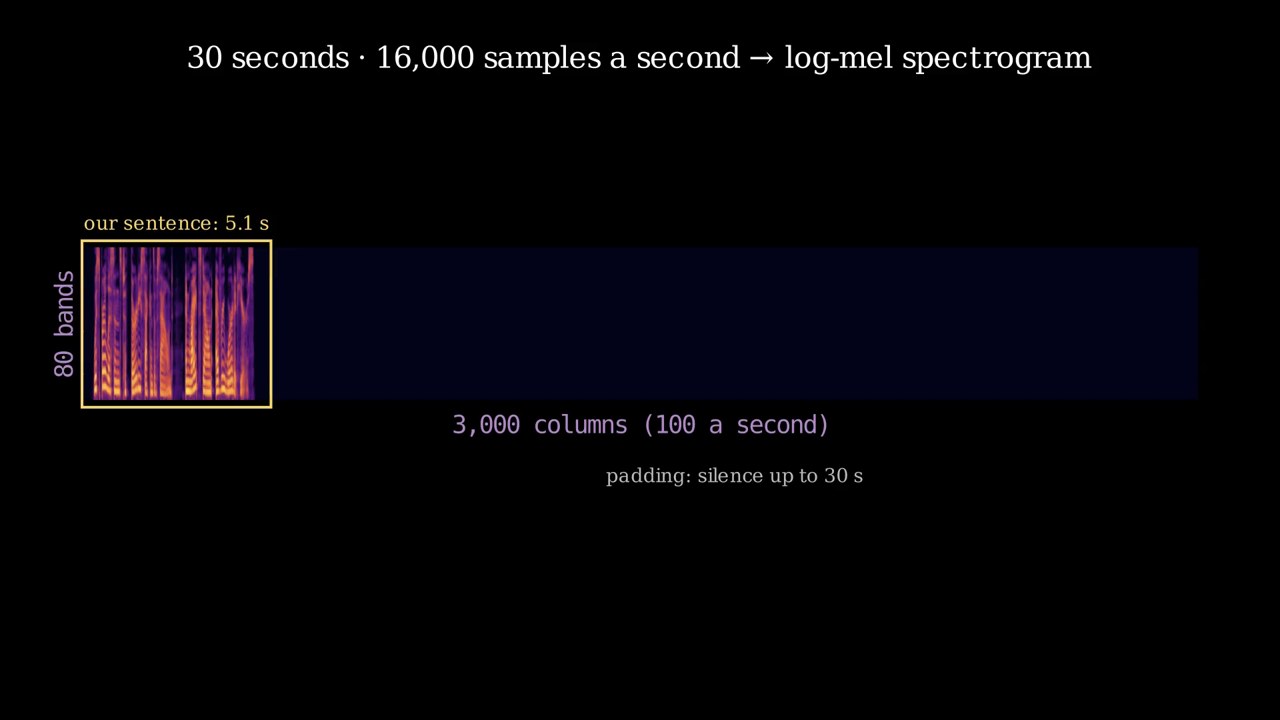 30 seconds · 16,000 samples a second → log-mel spectrogram
our sentence: 5.1 s
80 bands
3,000 columns (100 a second)
padding: silence up to 30 s